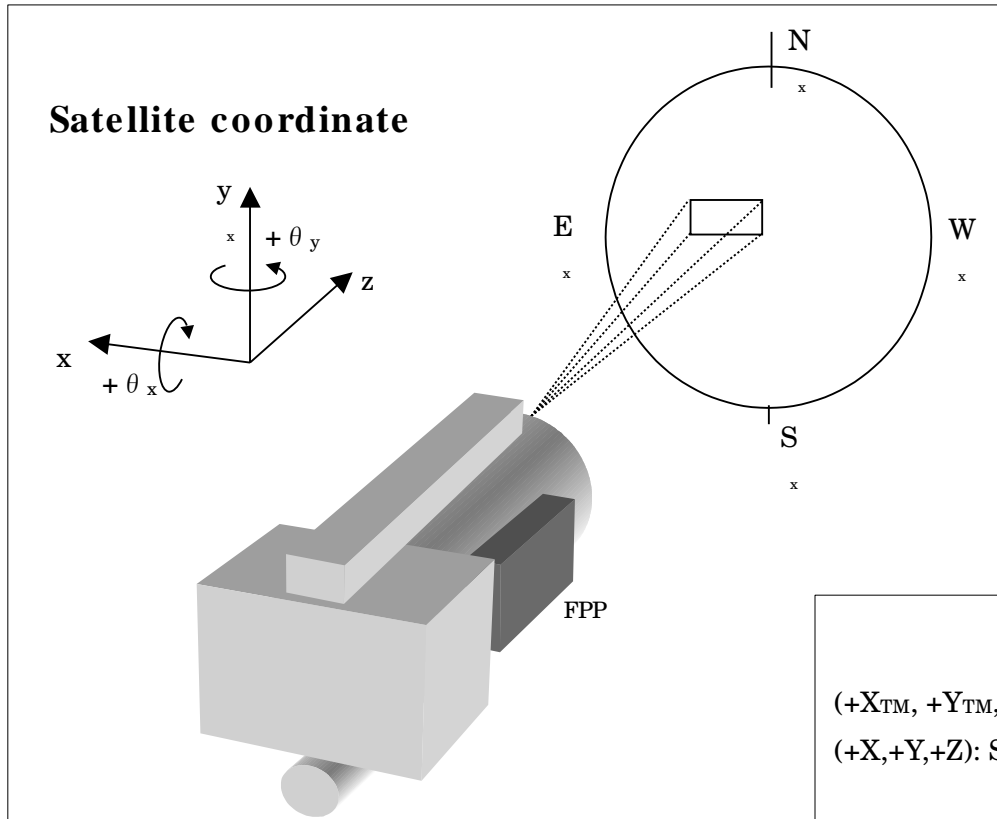 N
x
Satellite coordinate
y
E
W
x + θ y
z
x
x
x
+ θ x
S
x
FPP
(+XTM, +YTM,
(+X,+Y,+Z): S